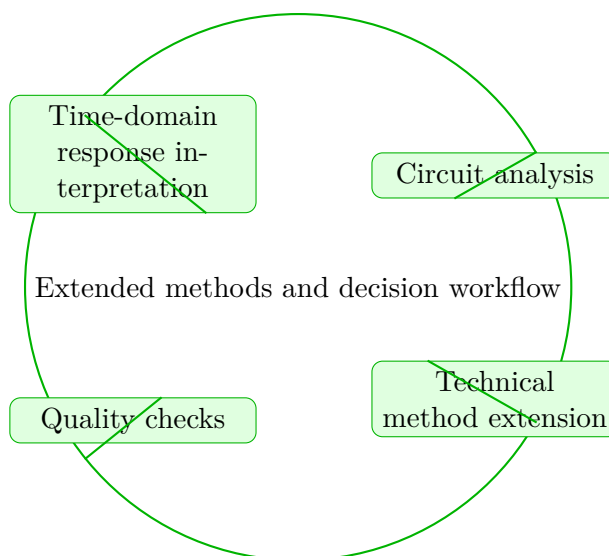 Time-domain
response in-
terpretation
Circuit analysis
Extended methods and decision workflow
Quality checks
Technical
method extension